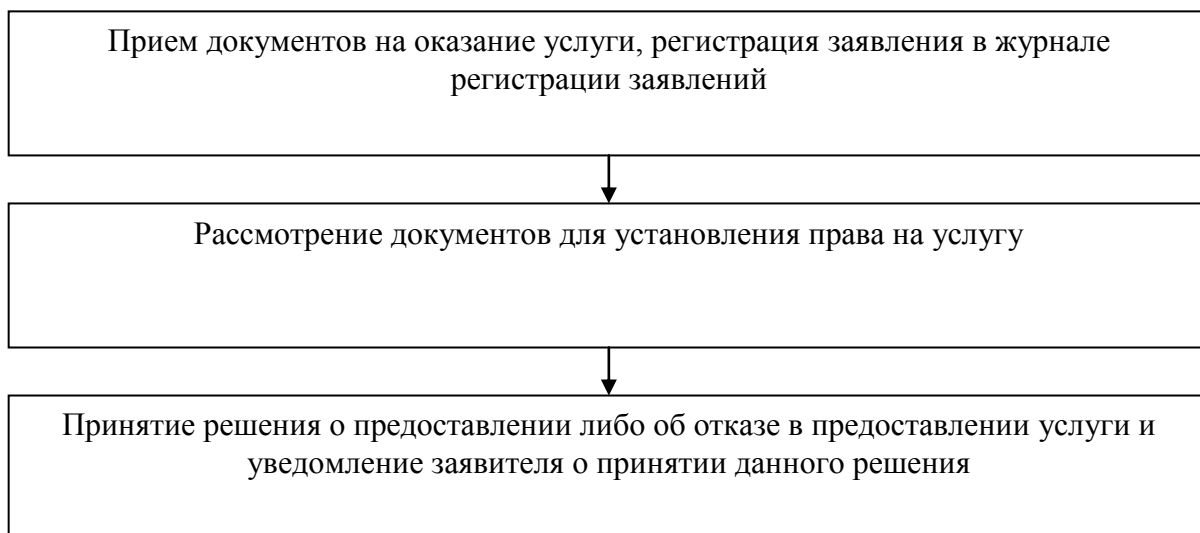 Прием документов на оказание услуги, регистрация заявления в журнале
регистрации заявлений
Рассмотрение документов для установления права на услугу
Принятие решения о предоставлении либо об отказе в предоставлении услуги и
уведомление заявителя о принятии данного решения